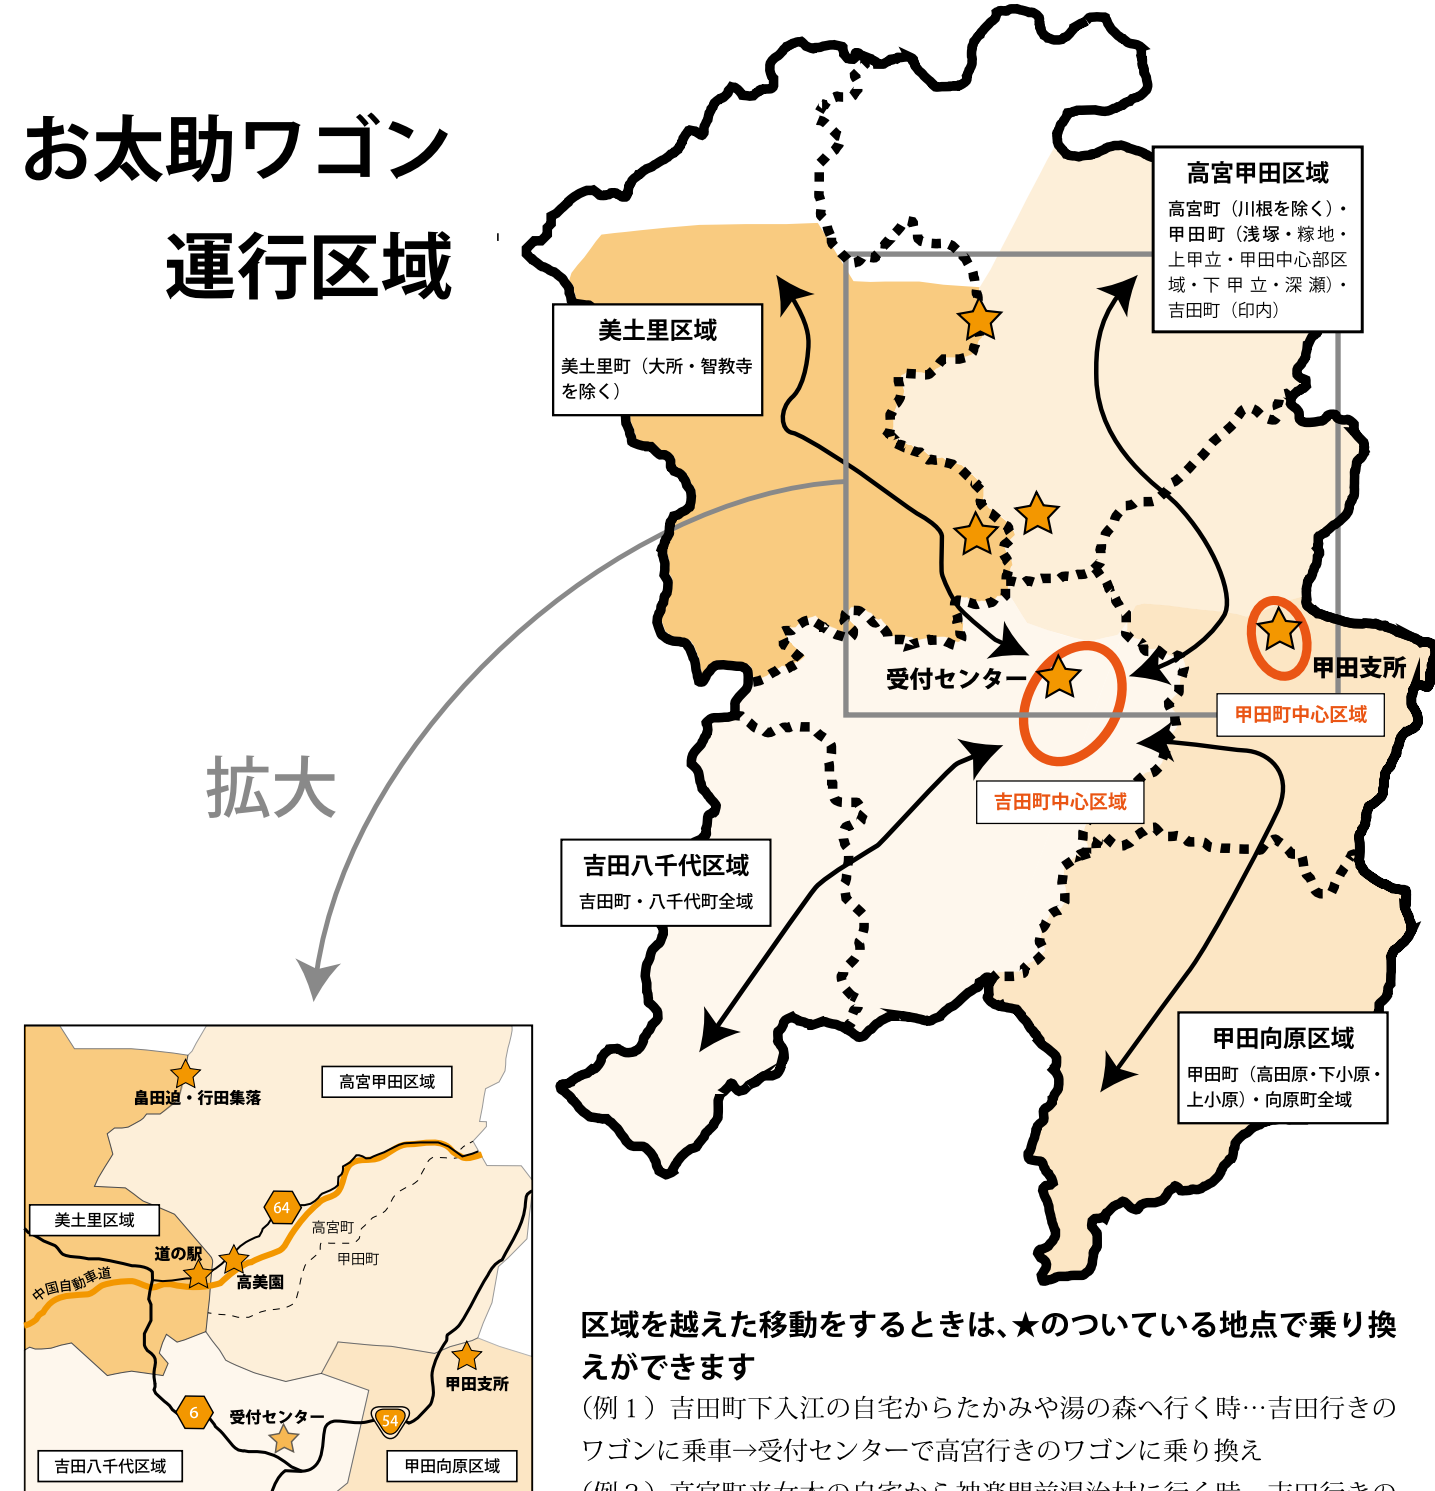 お太助ワゴン
運行区域
高宮甲田区域
高宮町（川根を除く）・
甲田町（浅塚・糘地・
上甲立・甲田中心部区
域・下甲立・深瀬）・
吉田町（印内）
美土里区域
美土里町（大所・智教寺
を除く）
受付センター
甲田支所
甲田町中心区域
吉田町中心区域
拡大
吉田八千代区域
吉田町・八千代町全域
甲田向原区域
甲田町（高田原・下小原・
上小原）・向原町全域
高宮甲田区域
畠田迫・行田集落
美土里区域
64
高宮町
甲田町
道の駅
高美園
中国自動車道
甲田支所
6
受付センター
54
吉田八千代区域
甲田向原区域
区域を越えた移動をするときは、★のついている地点で乗り換
えができます
（例１）吉田町下入江の自宅からたかみや湯の森へ行く時…吉田行きの
ワゴンに乗車→受付センターで高宮行きのワゴンに乗り換え